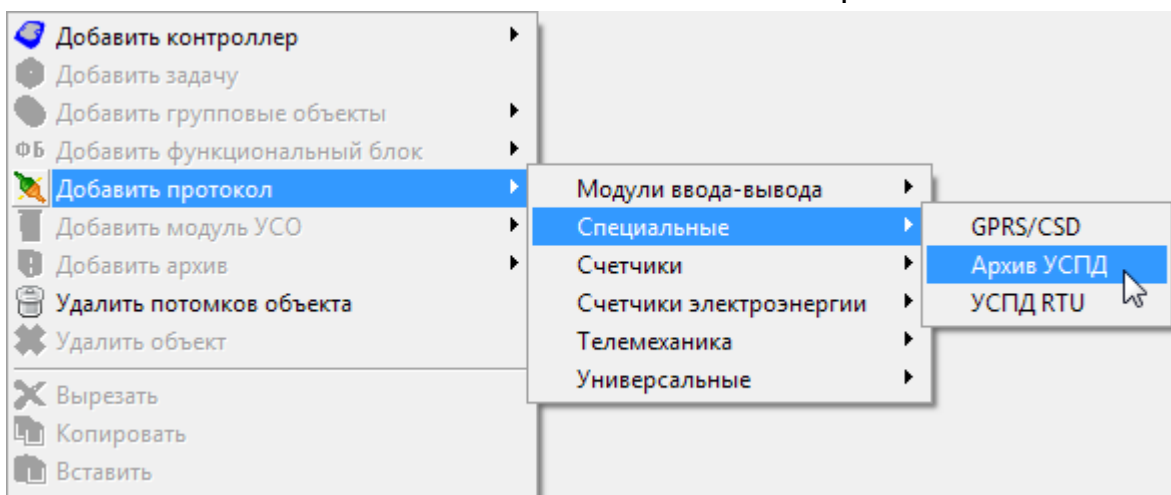 Добавить контроллер
Добавить задачу
Добавить групповые объекты
ФБ Добавить функциональный блок
Добавить протокол
Добавить модуль УСО
Добавить архив
Удалить потомков объекта
Удалить объект
Вырезать
Копировать
Вставить
Модули ввода-вывода
Специальные
Счетчики
Счетчики электроэнергии
Телемеханика
Универсальные
GPRS/CSD
Архив УСПД
УСПД RTU